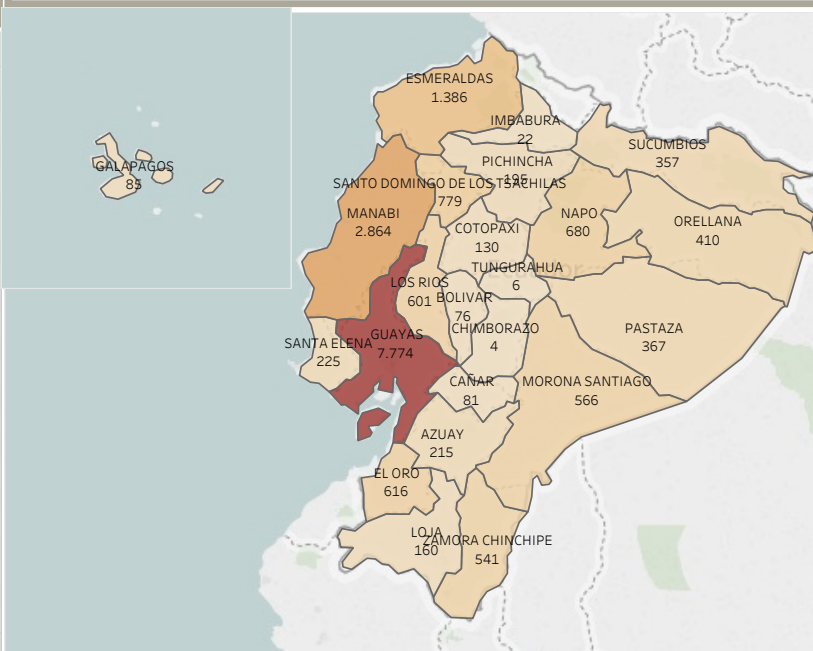 ESMERALDAS
1.386
IMBABURA
22
SUCUMBIOS
357
PICHINCHA
195
GALAPAGOS
85
SANTO DOMINGO DE LOS TSACHILAS
779
MANABI
2.864
NAPO
680
ORELLANA
410
COTOPAXI
130
TUNGURAHUA
6
Ecuador
LOS RIOS
601
BOLIVAR
76
CHIMBORAZO
4
PASTAZA
367
GUAYAS
7.774
SANTA ELENA
225
CAÑAR
81
MORONA SANTIAGO
566
AZUAY
215
EL ORO
616
LOJA
160
ZAMORA CHINCHIPE
541